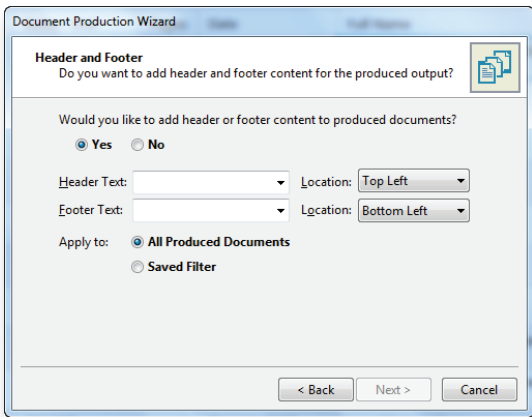 Document Production Wizard
Header and Footer
Do you want to add header and footer content for the produced output?
Would you like to add header or footer content to produced documents?
Yes No
Header Text: Location: Top Left
Footer Text: Location: Bottom Left
Apply to: All Produced Documents
Saved Filter
< Back Next > Cancel